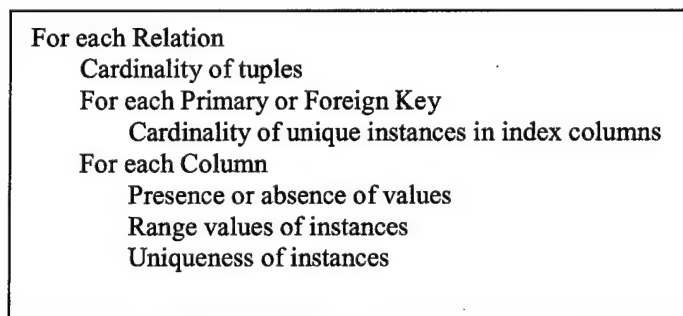 For each Relation
Cardinality of tuples
For each Primary or Foreign Key
Cardinality of unique instances in index columns
For each Column
Presence or absence of values
Range values of instances
Uniqueness of instances